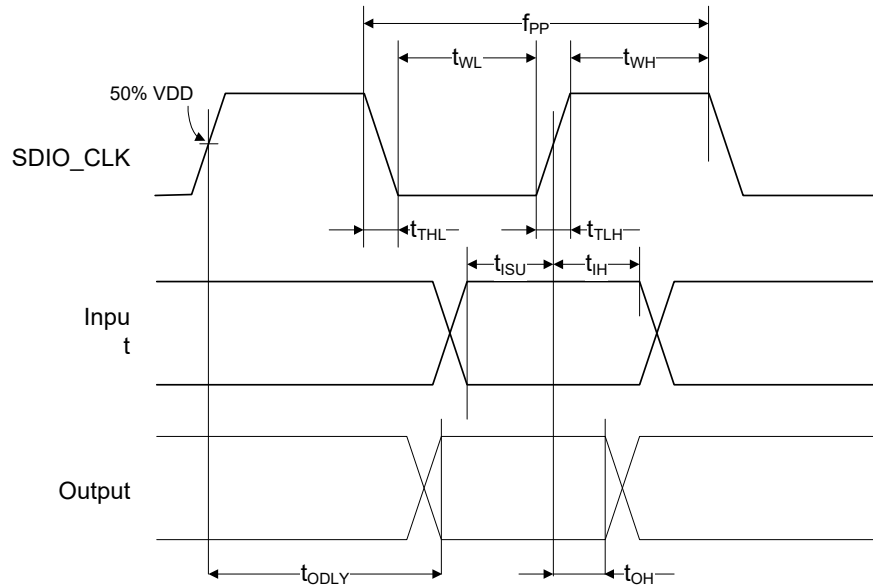 fPP
tWL
tWH
50% VDD
SDIO_CLK
tTHL
tTLH
tISU
tIH
Inpu
t
Output
tODLY
tOH